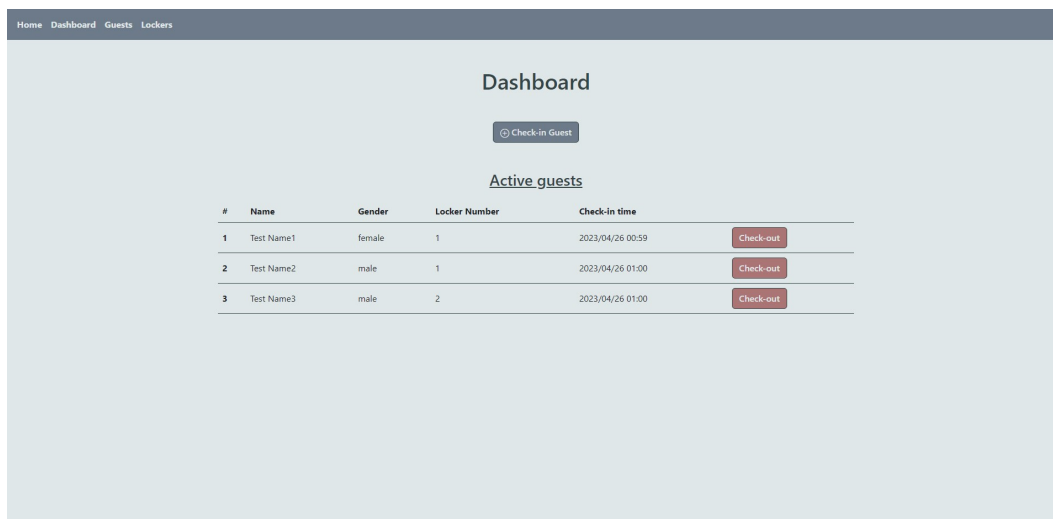 Home Dashboard Guests Lockers
Dashboard
Check-in Guest
Active guests
# Name Gender Locker Number Check-in time
1 Test Name1 female 1 2023/04/26 00:59 Check-out
2 Test Name2 male 1 2023/04/26 01:00 Check-out
3 Test Name3 male 2 2023/04/26 01:00 Check-out